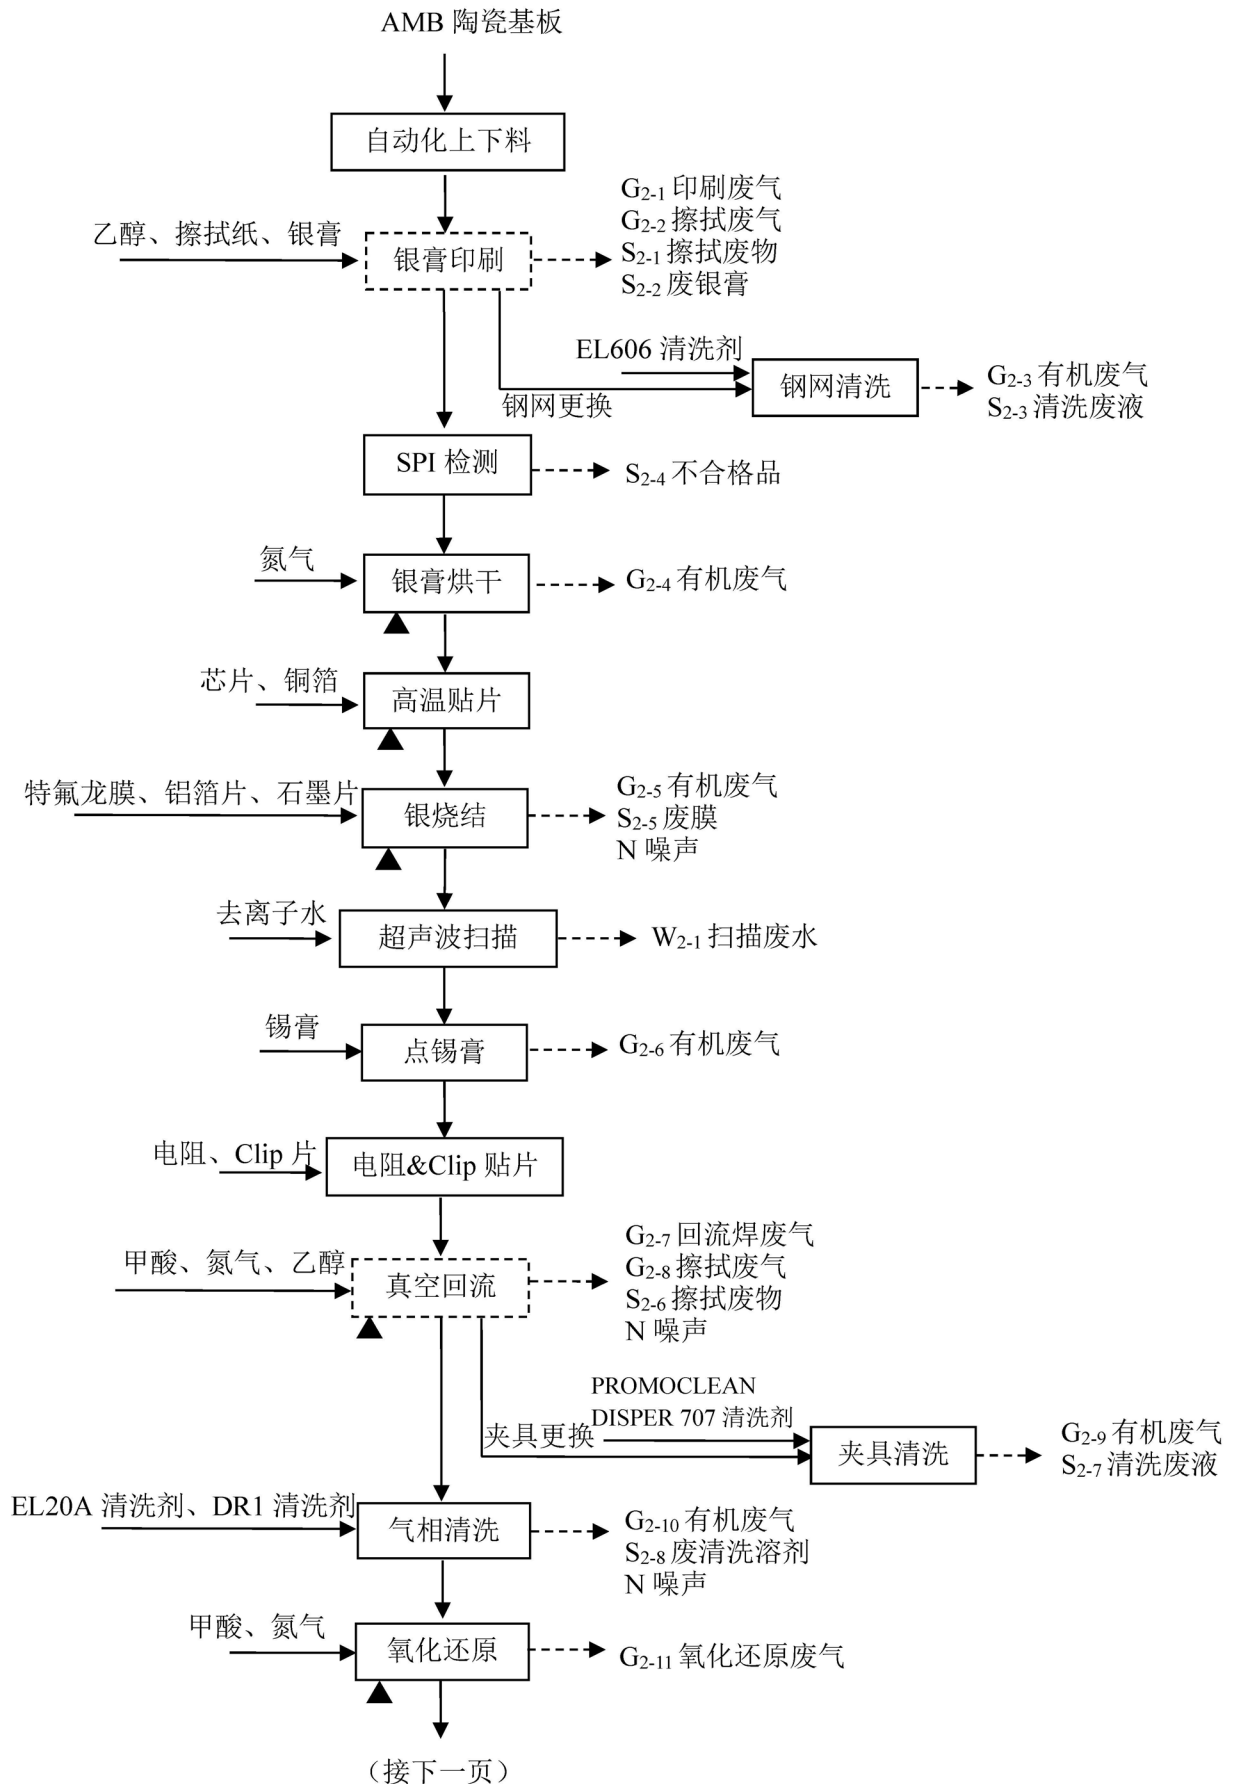 AMB 陶瓷基板
自动化上下料
乙醇、擦拭纸、银膏
银膏印刷
G2-1 印刷废气
G2-2 擦拭废气
S2-1 擦拭废物
S2-2 废银膏
EL606 清洗剂
钢网更换
钢网清洗
G2-3 有机废气
S2-3 清洗废液
SPI 检测
S2-4 不合格品
氮气
银膏烘干
G2-4 有机废气
芯片、铜箔
高温贴片
特氟龙膜、铝箔片、石墨片
银烧结
G2-5 有机废气
S2-5 废膜
N 噪声
去离子水
超声波扫描
W2-1 扫描废水
锡膏
点锡膏
G2-6 有机废气
电阻、Clip 片
电阻&Clip 贴片
甲酸、氮气、乙醇
真空回流
G2-7 回流焊废气
G2-8 擦拭废气
S2-6 擦拭废物
N 噪声
PROMOCLEAN
DISPER 707 清洗剂
夹具更换
夹具清洗
G2-9 有机废气
S2-7 清洗废液
EL20A 清洗剂、DR1 清洗剂
气相清洗
G2-10 有机废气
S2-8 废清洗溶剂
N 噪声
甲酸、氮气
氧化还原
G2-11 氧化还原废气
（接下一页）